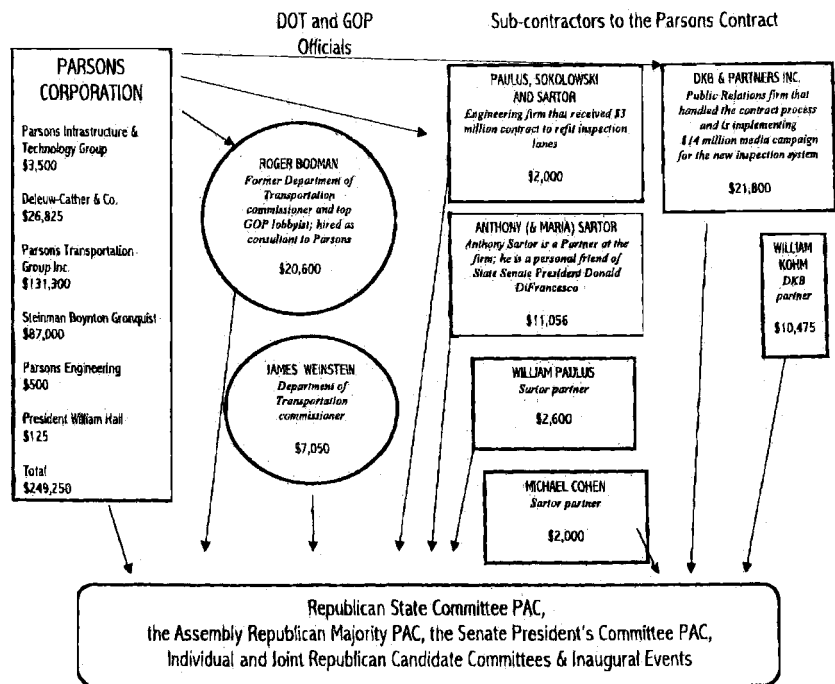 DOT and GOP
Officials
Sub-contractors to the Parsons Contract
PARSONS
CORPORATION
Parsons Infrastructure &
Technology Group
$3,500
Deleuw-Cather & Co.
$26,825
Parsons Transportation
Group Inc.
$131,300
Steinman Boynton Gronquist
$87,000
Parsons Engineering
$500
President William Hall
$125
Total
$249,250
ROGER BODMAN
Former Department of
Transportation
commissioner and top
GOP lobbyist; hired as
consultant to Parsons
$20,600
JAMES WEINSTEIN
Department of
Transportation
commissioner
$7,050
PAULUS, SOKOLOWSKI
AND SARTOR
Engineering firm that received $3
million contract to refit inspection
lanes
$2,000
ANTHONY (& MARIA) SARTOR
Anthony Sartor is a Partner at the
firm; he is a personal friend of
State Senate President Donald
DiFrancesco
$11,056
WILLIAM PAULUS
Sartor partner
$2,600
MICHAEL COHEN
Sartor partner
$2,000
DKB & PARTNERS INC.
Public Relations firm that
handled the contract process
and is implementing
$14 million media campaign
for the new inspection system
$21,800
WILLIAM
KOHM
DKB
partner
$10,475
Republican State Committee PAC,
the Assembly Republican Majority PAC, the Senate President's Committee PAC,
Individual and Joint Republican Candidate Committees & Inaugural Events